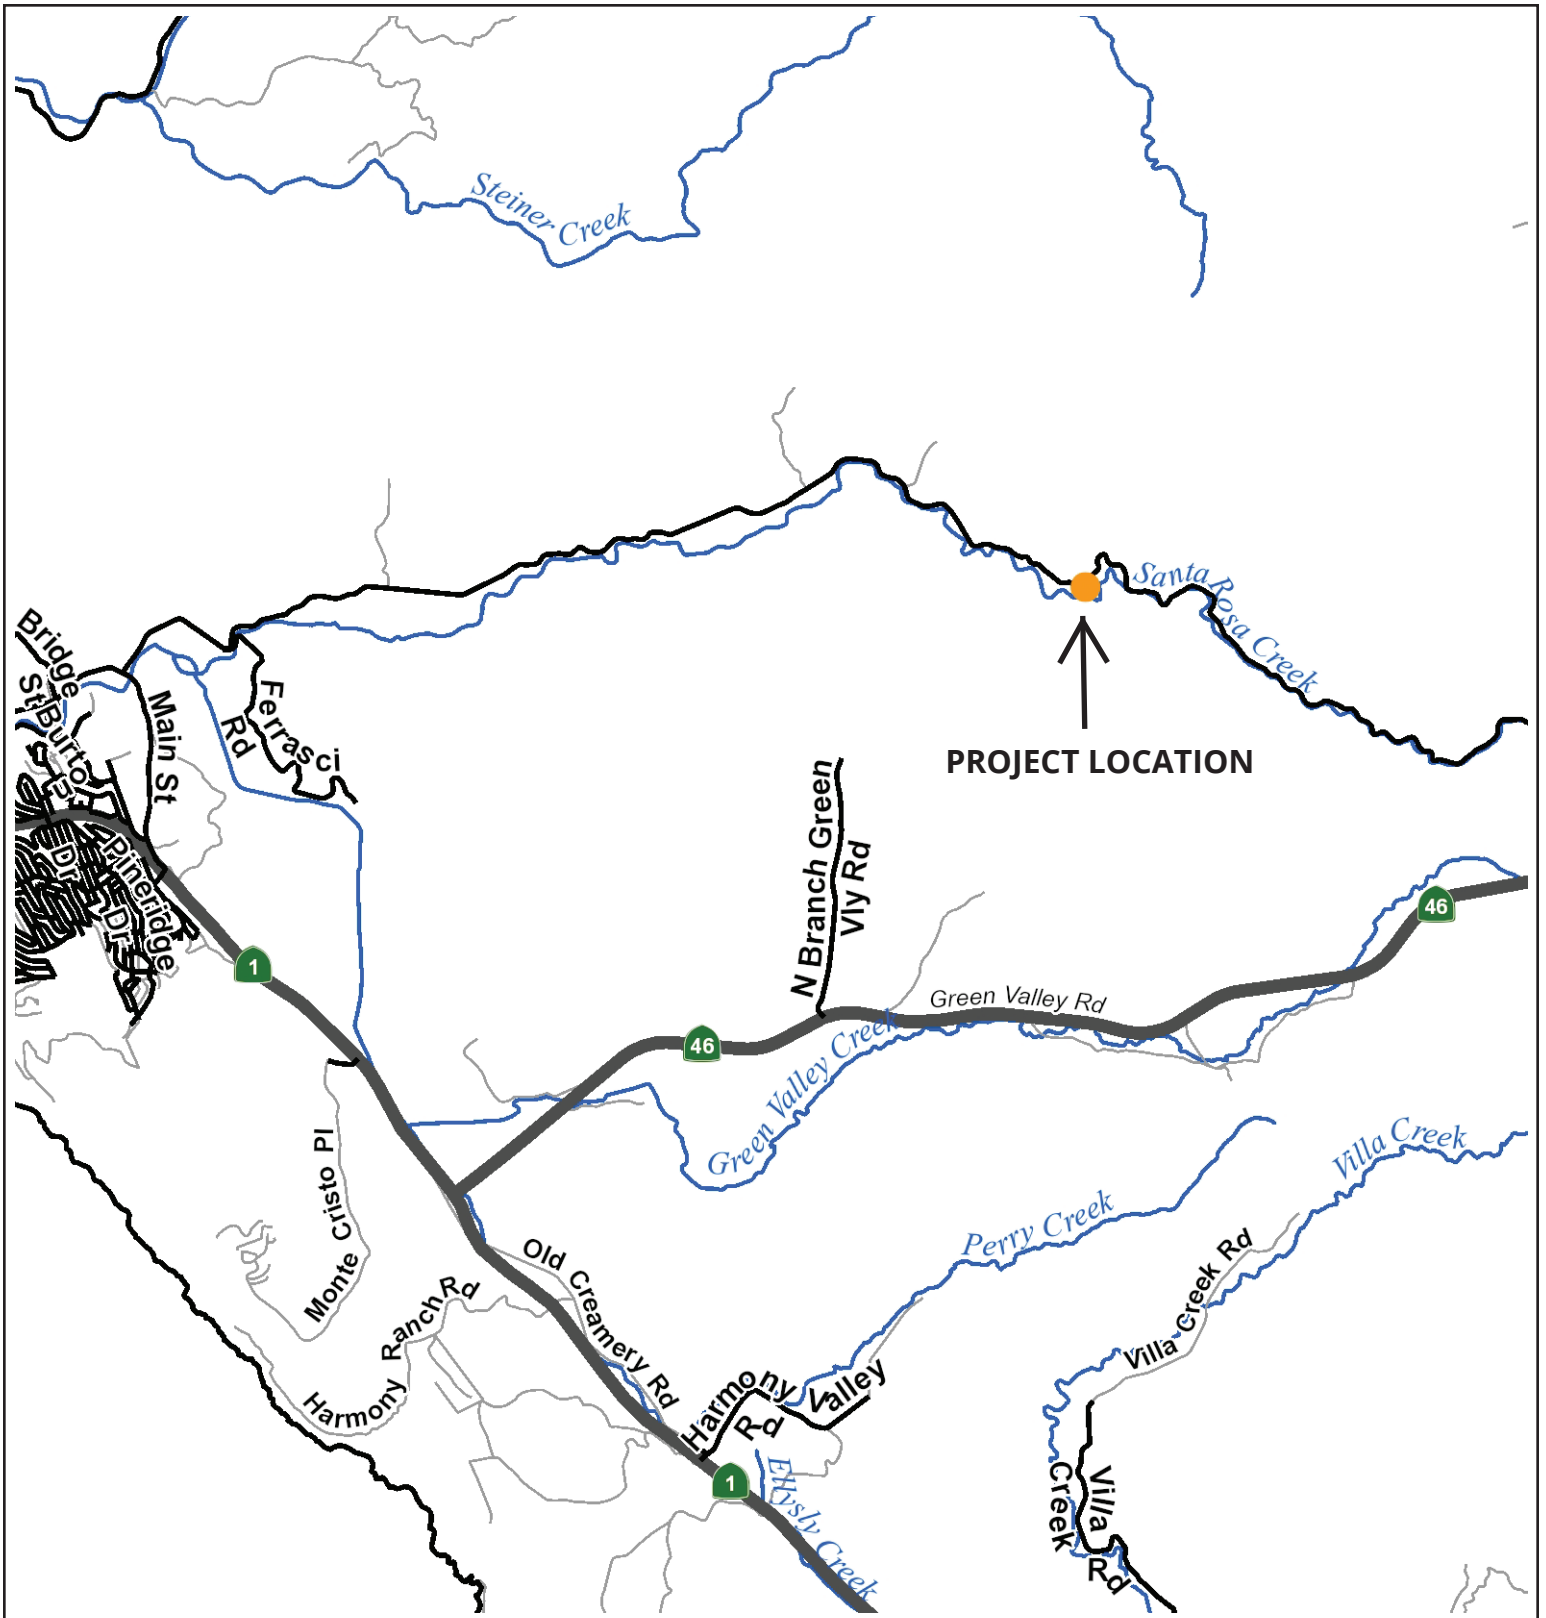 Steiner Creek
Santa Rosa Creek
PROJECT LOCATION
Bridge
St
Burton
Dr
Main St
Ferrasci
Rd
Pineridge
Dr
1
N Branch Green
Vly Rd
46
Green Valley Rd
46
Green Valley Creek
Monte Cristo Pl
Perry Creek
Villa Creek
Villa Creek Rd
Old Creamery Rd
Harmony Ranch Rd
Harmony Valley
Rd
1
Ellysly Creek
Villa
Creek
Rd